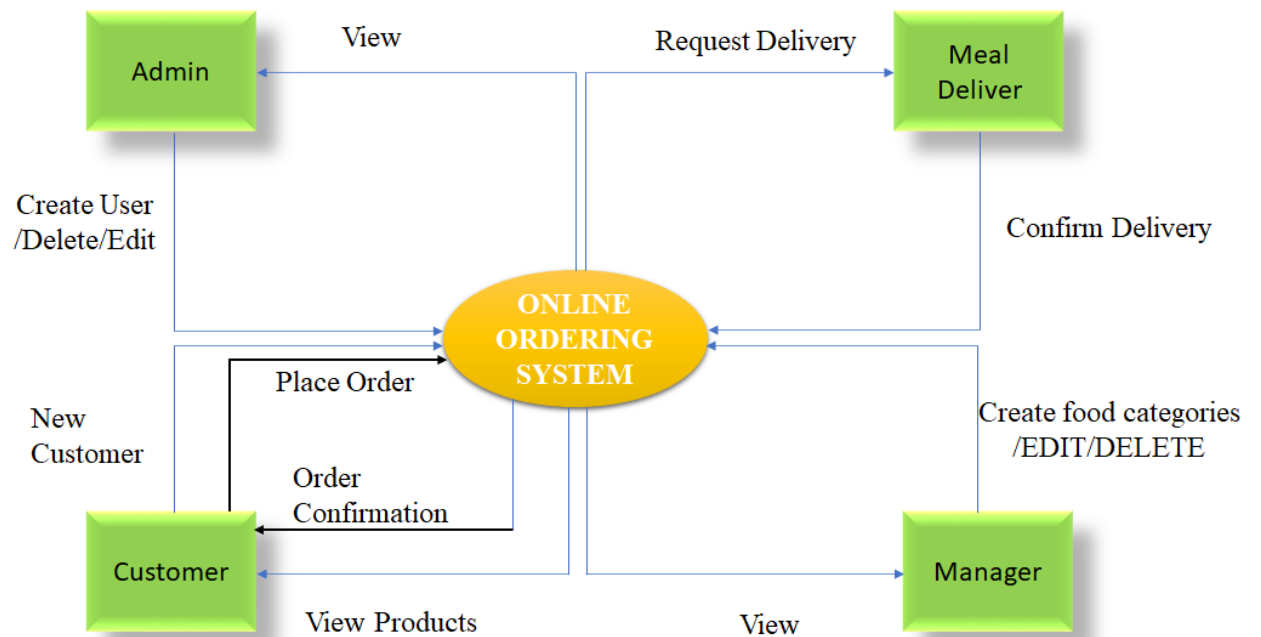 View
Request Delivery
Admin
Meal
Deliver
Create User
/Delete/Edit
Confirm Delivery
ONLINE
ORDERING
SYSTEM
Place Order
New
Customer
Create food categories
/EDIT/DELETE
Order
Confirmation
Customer
Manager
View Products
View